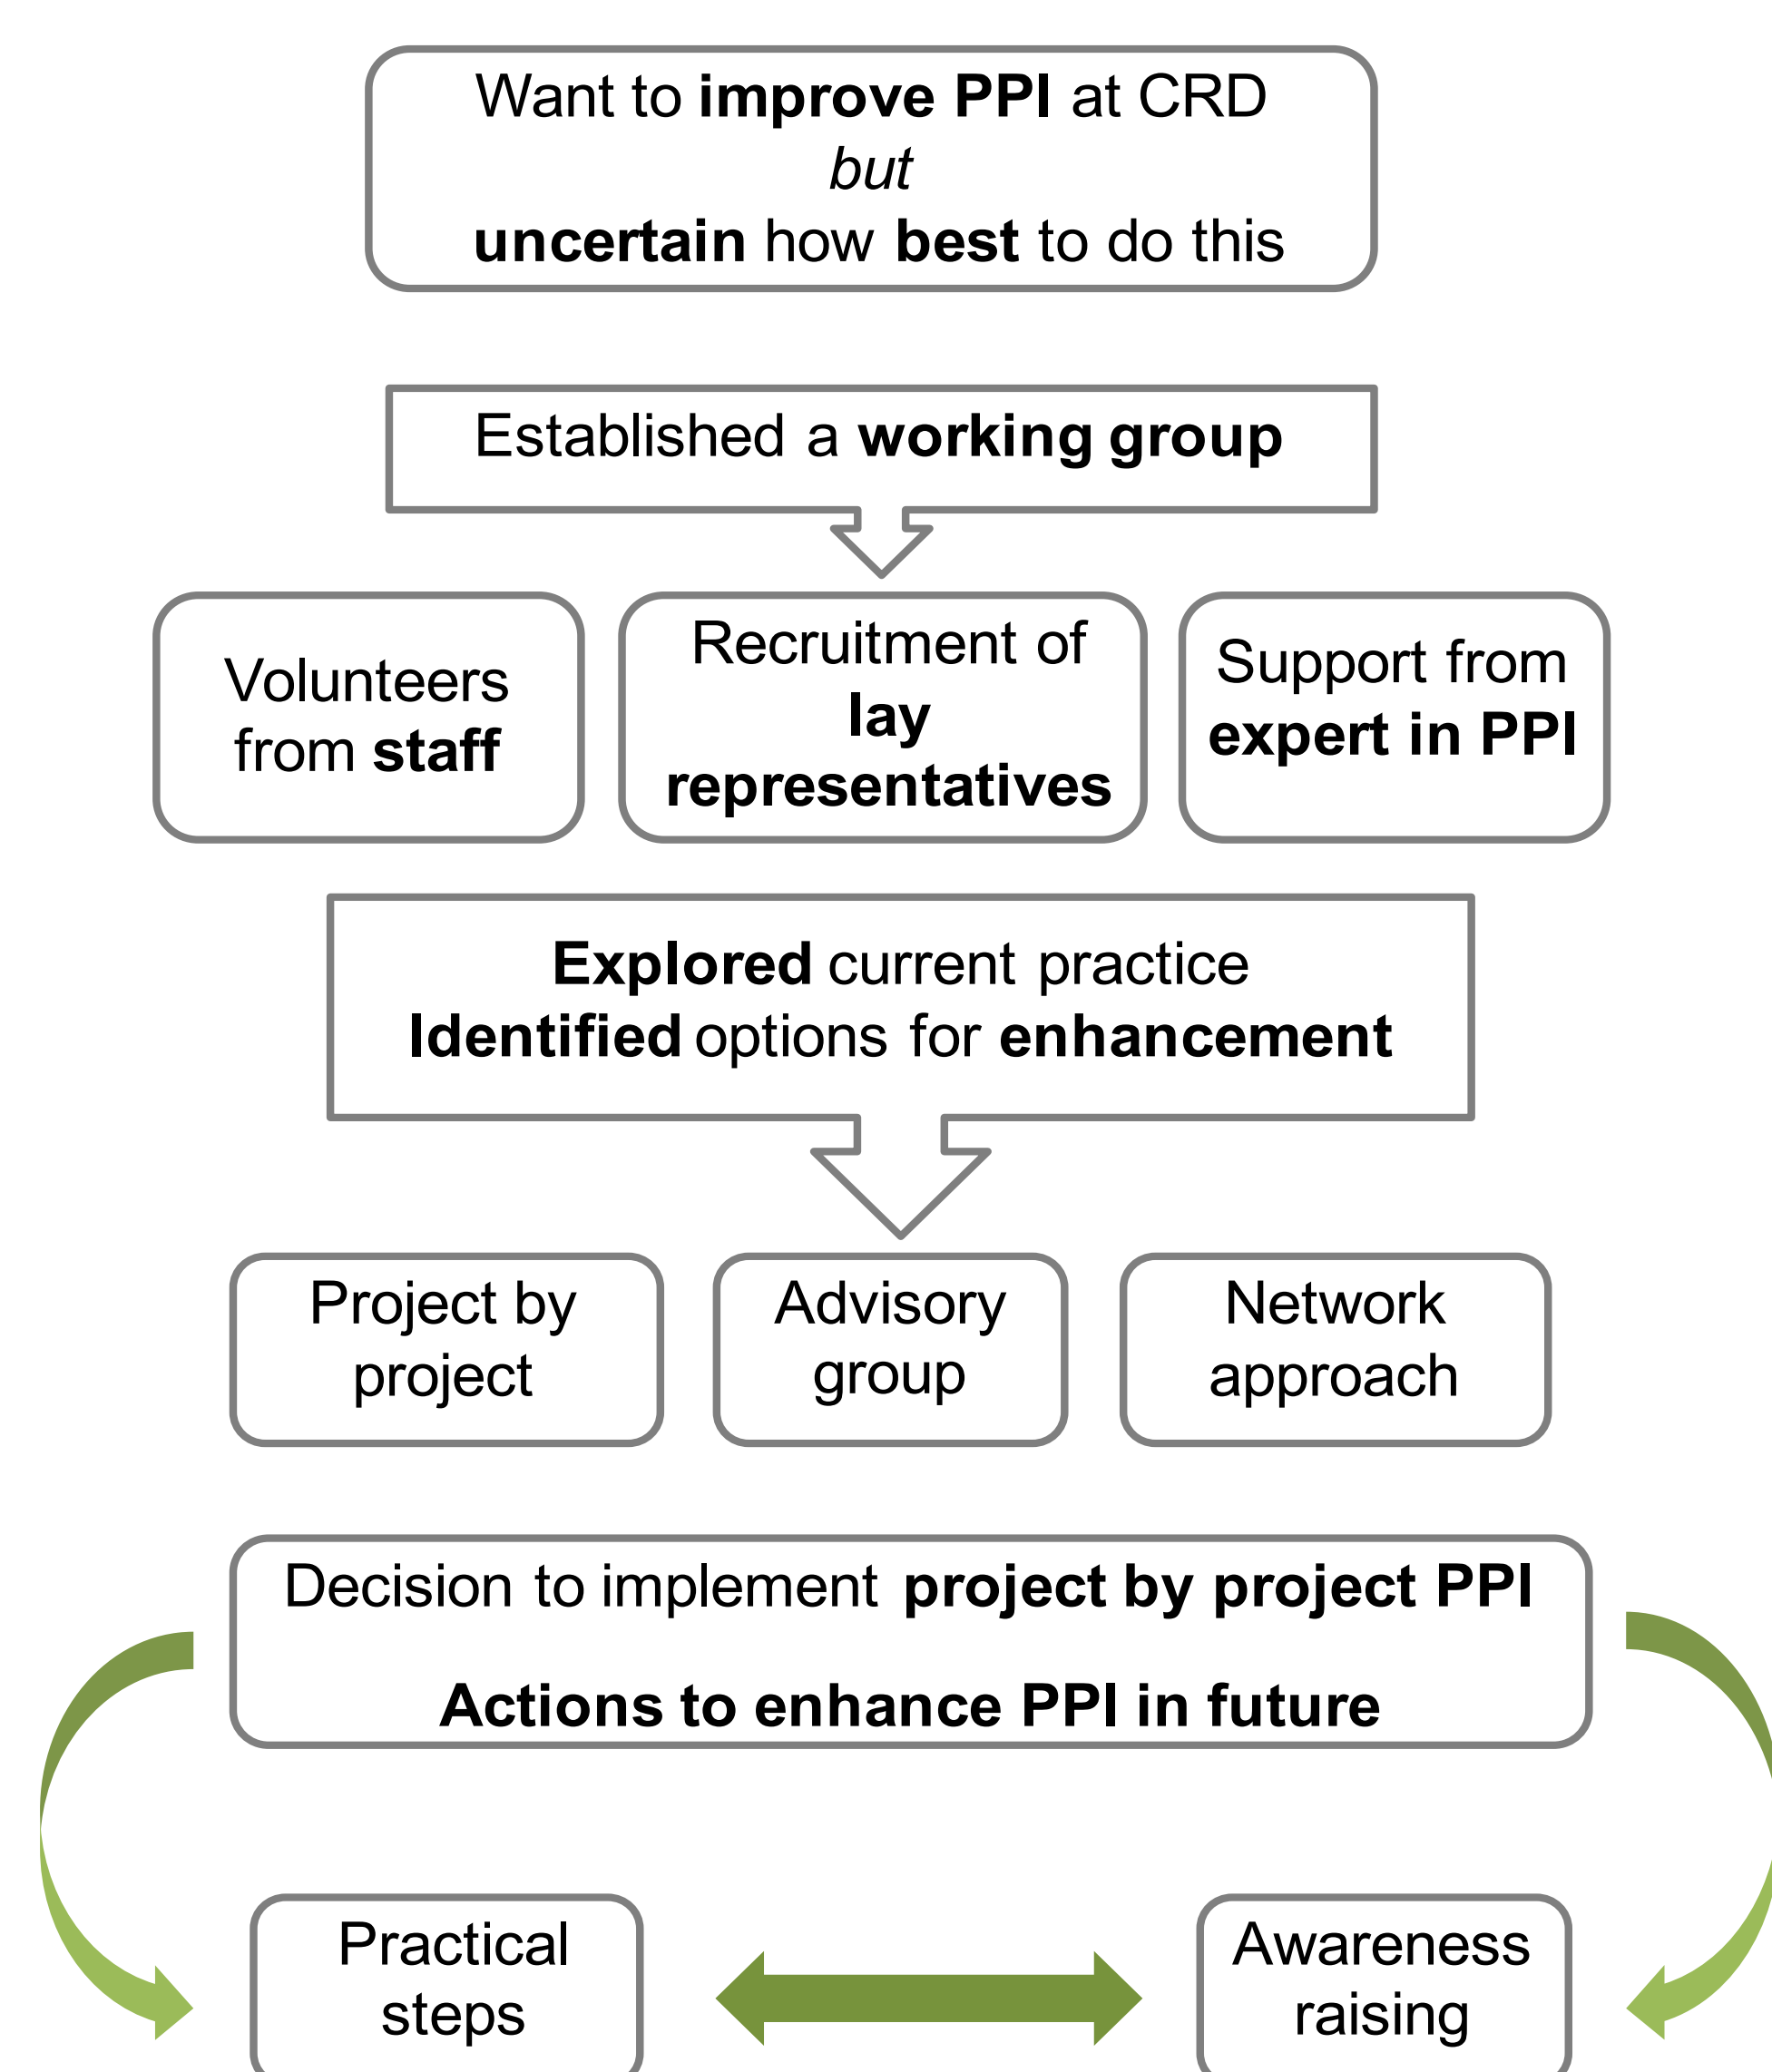 Want to improve PPI at CRD
but
uncertain how best to do this
Established a working group
Volunteers
from staff
Recruitment of
lay
representatives
Support from
expert in PPI
Explored current practice
Identified options for enhancement
Project by
project
Advisory
group
Network
approach
Decision to implement project by project PPI
Actions to enhance PPI in future
Practical
steps
Awareness
raising